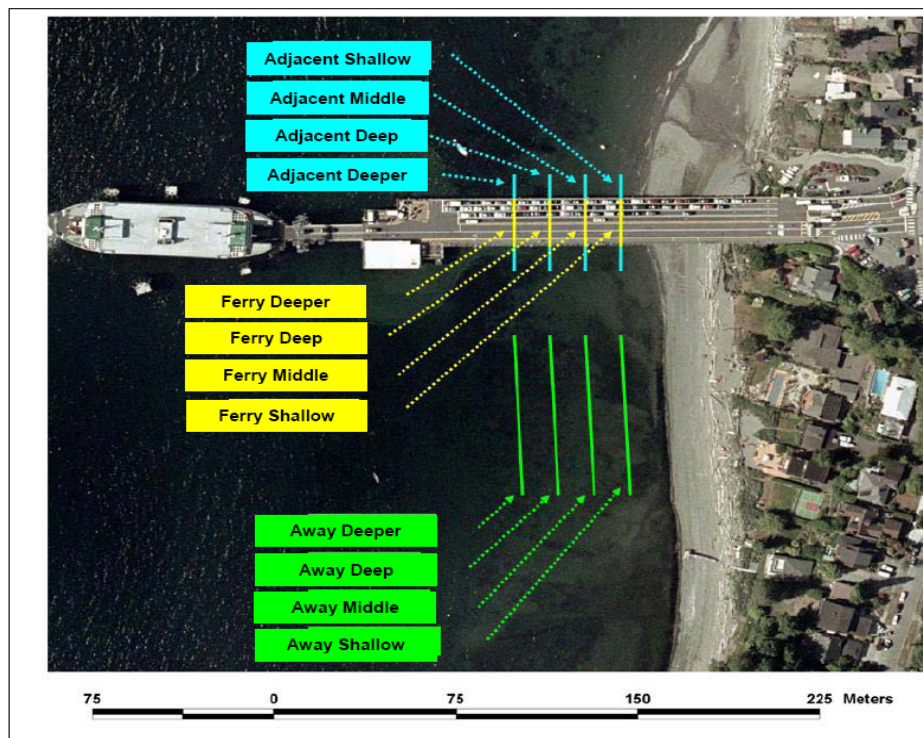 Adjacent Shallow
Adjacent Middle
Adjacent Deep
Adjacent Deeper
Ferry Deeper
Ferry Deep
Ferry Middle
Ferry Shallow
Away Deeper
Away Deep
Away Middle
Away Shallow
75 0 75 150 225 Meters